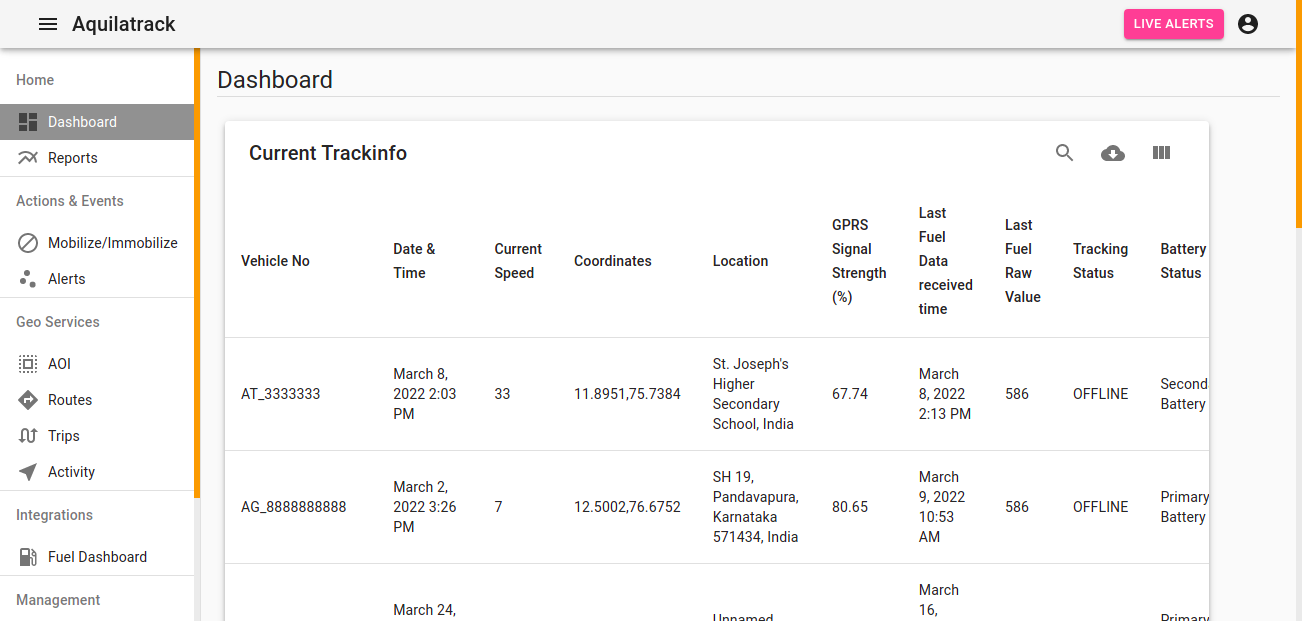 Aquilatrack
LIVE ALERTS
Home
Dashboard
Reports
Actions & Events
Mobilize/Immobilize
Alerts
Geo Services
AOI
Routes
Trips
Activity
Integrations
Fuel Dashboard
Management
Dashboard
Current Trackinfo
Vehicle No
Date &
Time
Current
Speed
Coordinates
Location
GPRS
Signal
Strength
(%)
Last
Fuel
Data
received
time
Last
Fuel
Raw
Value
Tracking
Status
Battery
Status
AT_3333333
March 8,
2022 2:03
PM
33
11.8951,75.7384
St. Joseph's
Higher
Secondary
School, India
67.74
March
8, 2022
2:13 PM
586
OFFLINE
Second
Battery
AG_8888888888
March 2,
2022 3:26
PM
7
12.5002,76.6752
SH 19,
Pandavapura,
Karnataka
571434, India
80.65
March
9, 2022
10:53
AM
586
OFFLINE
Primary
Battery
March 24,
Unnamed
March
16,
Primary